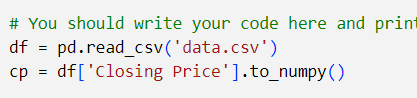 # You should write your code here and print
df = pd.read_csv('data.csv')
cp = df['Closing Price'].to_numpy()